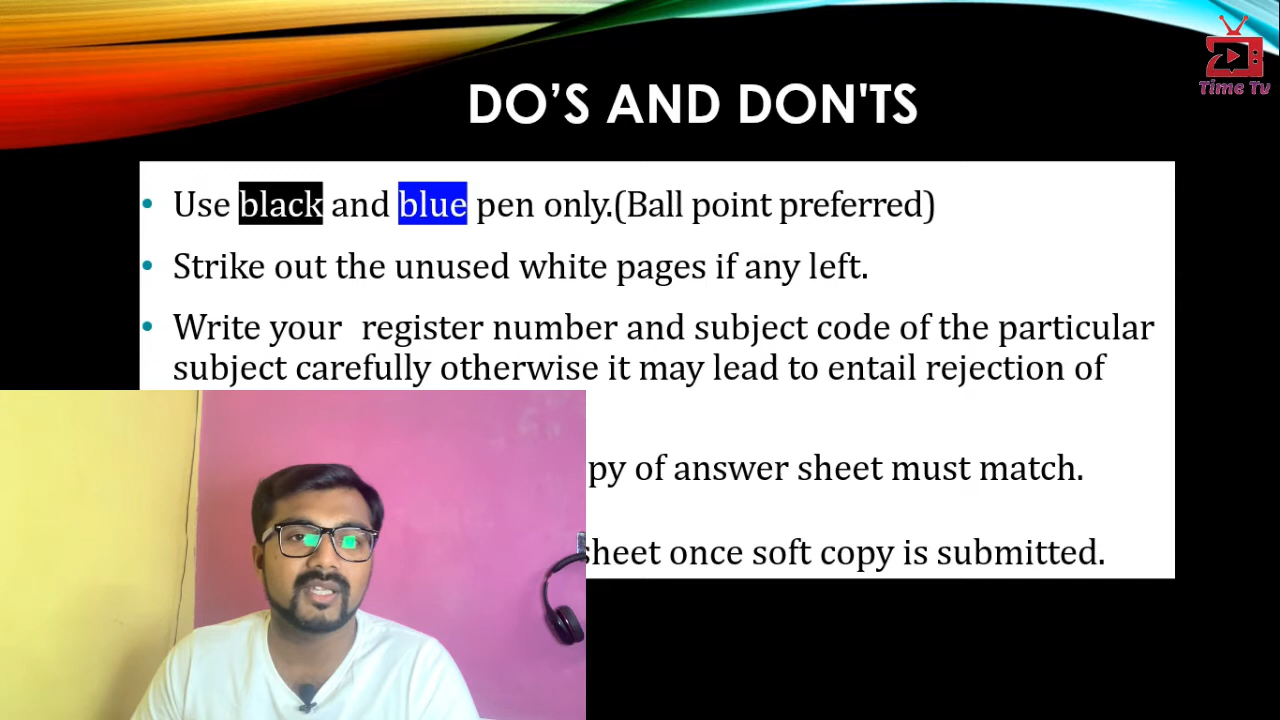 Time Tv
DO’S AND DON'TS
• Use black and blue pen only.(Ball point preferred)
• Strike out the unused white pages if any left.
• Write your register number and subject code of the particular
subject carefully otherwise it may lead to entail rejection of
py of answer sheet must match.
sheet once soft copy is submitted.